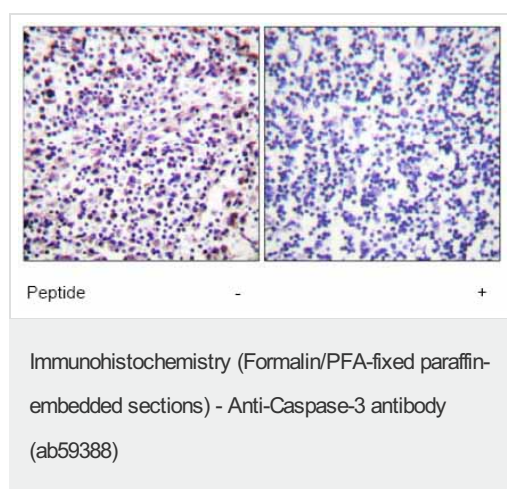 Peptide - +
Immunohistochemistry (Formalin/PFA-fixed paraffin-
embedded sections) - Anti-Caspase-3 antibody
(ab59388)